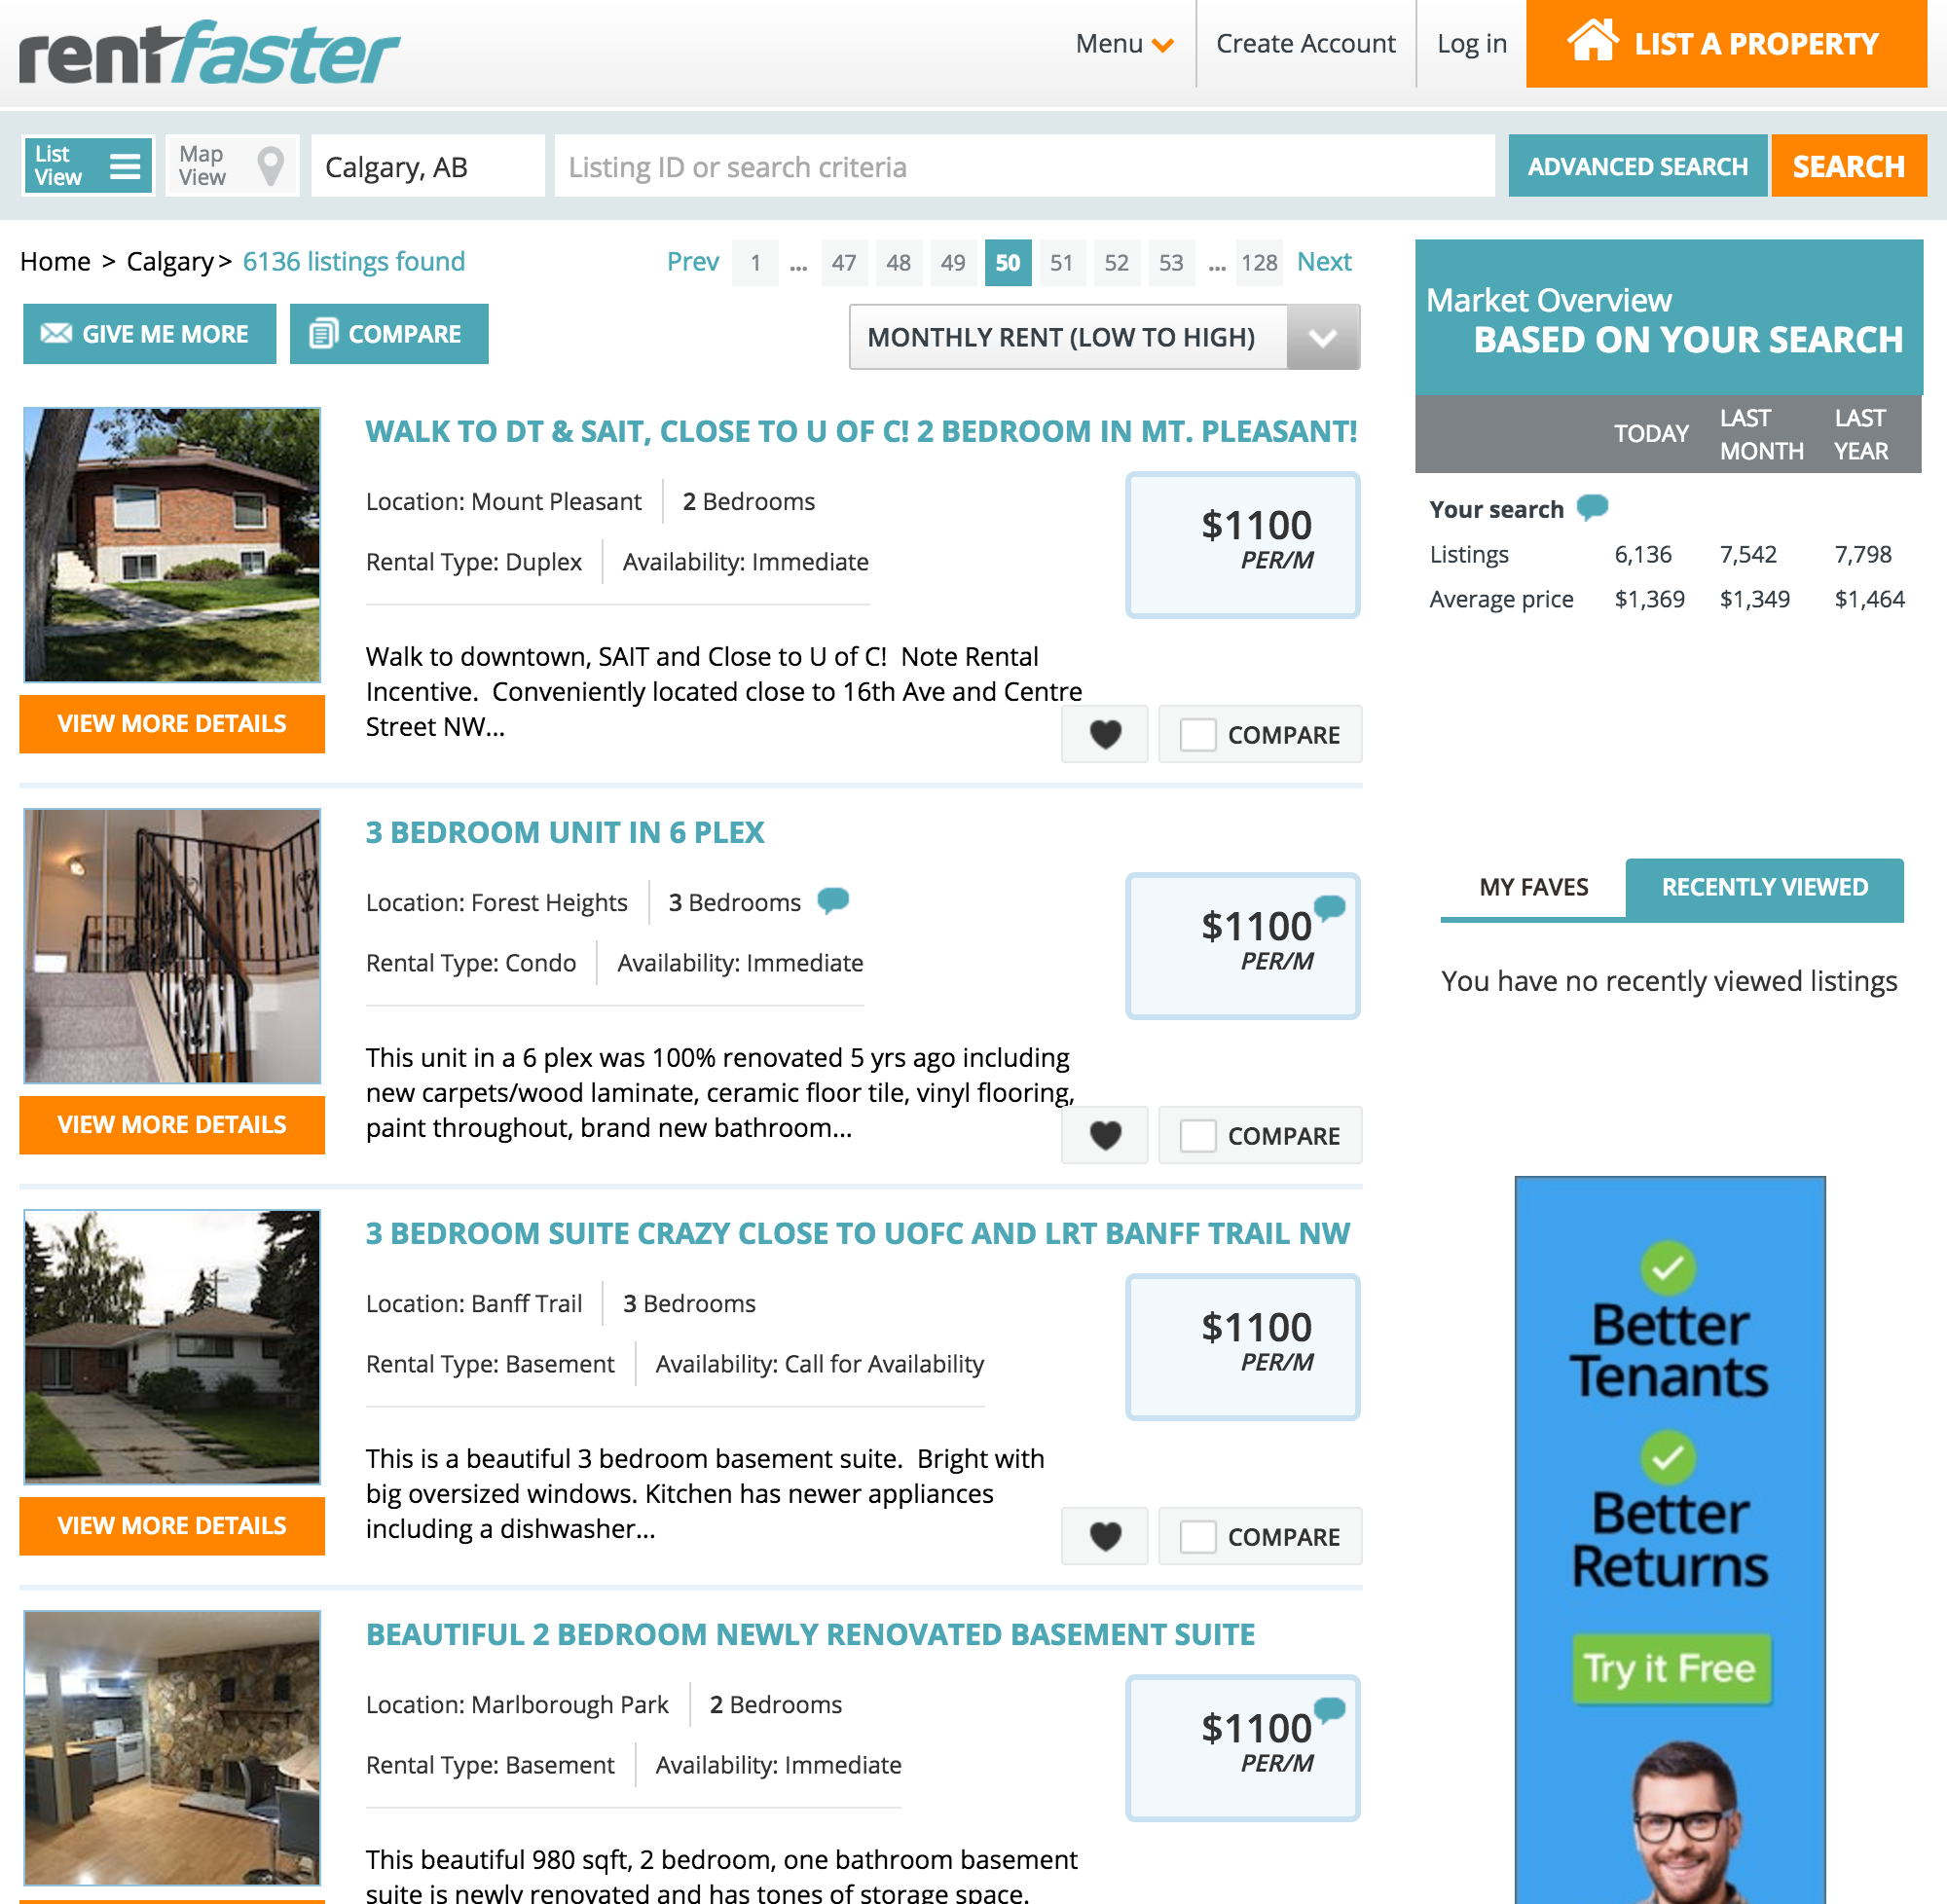 rentfaster
Menu
Create Account
Log in
LIST A PROPERTY
List
View
Map
View
Calgary, AB
Listing ID or search criteria
ADVANCED SEARCH
SEARCH
Home > Calgary > 6136 listings found
Prev 1 ... 47 48 49 50 51 52 53 ... 128 Next
GIVE ME MORE
COMPARE
MONTHLY RENT (LOW TO HIGH)
WALK TO DT & SAIT, CLOSE TO U OF C! 2 BEDROOM IN MT. PLEASANT!
Location: Mount Pleasant
2 Bedrooms
Rental Type: Duplex
Availability: Immediate
$1100
PER/M
Walk to downtown, SAIT and Close to U of C!  Note Rental
Incentive.  Conveniently located close to 16th Ave and Centre
Street NW...
VIEW MORE DETAILS
COMPARE
3 BEDROOM UNIT IN 6 PLEX
Location: Forest Heights
3 Bedrooms
Rental Type: Condo
Availability: Immediate
$1100
PER/M
This unit in a 6 plex was 100% renovated 5 yrs ago including
new carpets/wood laminate, ceramic floor tile, vinyl flooring,
paint throughout, brand new bathroom...
VIEW MORE DETAILS
COMPARE
3 BEDROOM SUITE CRAZY CLOSE TO UOFC AND LRT BANFF TRAIL NW
Location: Banff Trail
3 Bedrooms
Rental Type: Basement
Availability: Call for Availability
$1100
PER/M
This is a beautiful 3 bedroom basement suite.  Bright with
big oversized windows. Kitchen has newer appliances
including a dishwasher...
VIEW MORE DETAILS
COMPARE
BEAUTIFUL 2 BEDROOM NEWLY RENOVATED BASEMENT SUITE
Location: Marlborough Park
2 Bedrooms
Rental Type: Basement
Availability: Immediate
$1100
PER/M
This beautiful 980 sqft, 2 bedroom, one bathroom basement
suite is newly renovated and has tones of storage space.
Market Overview
BASED ON YOUR SEARCH
TODAY
LAST
MONTH
LAST
YEAR
Your search
Listings 6,136 7,542 7,798
Average price $1,369 $1,349 $1,464
MY FAVES
RECENTLY VIEWED
You have no recently viewed listings
Better
Tenants
Better
Returns
Try it Free